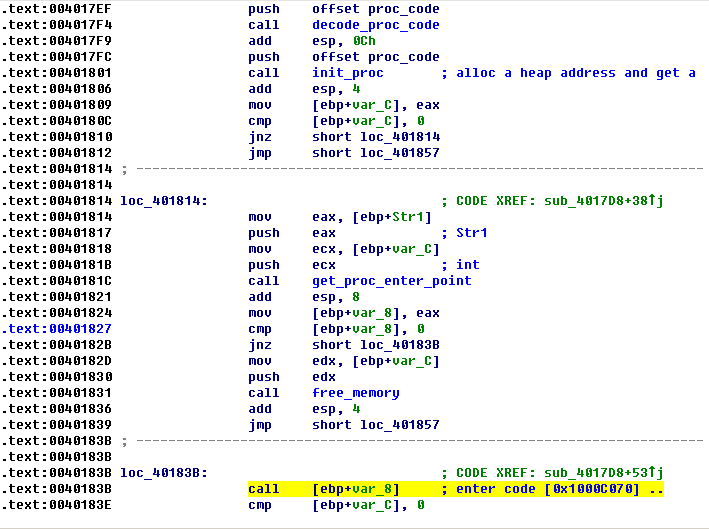 .text:004017EF push offset proc_code
.text:004017F4 call decode_proc_code
.text:004017F9 add esp, 0Ch
.text:004017FC push offset proc_code
.text:00401801 call init_proc ; alloc a heap address and get a
.text:00401806 add esp, 4
.text:00401809 mov [ebp+var_C], eax
.text:0040180C cmp [ebp+var_C], 0
.text:00401810 jnz short loc_401814
.text:00401812 jmp short loc_401857
.text:00401814 ; ---------------------------------------------------------------------------
.text:00401814
.text:00401814 loc_401814: ; CODE XREF: sub_4017D8+38↑j
.text:00401814 mov eax, [ebp+Str1]
.text:00401817 push eax ; Str1
.text:00401818 mov ecx, [ebp+var_C]
.text:0040181B push ecx ; int
.text:0040181C call get_proc_enter_point
.text:00401821 add esp, 8
.text:00401824 mov [ebp+var_8], eax
.text:00401827 cmp [ebp+var_8], 0
.text:0040182B jnz short loc_40183B
.text:0040182D mov edx, [ebp+var_C]
.text:00401830 push edx
.text:00401831 call free_memory
.text:00401836 add esp, 4
.text:00401839 jmp short loc_401857
.text:0040183B ; ---------------------------------------------------------------------------
.text:0040183B
.text:0040183B loc_40183B: ; CODE XREF: sub_4017D8+53↑j
.text:0040183B call [ebp+var_8] ; enter code [0x1000C070] ..
.text:0040183E cmp [ebp+var_C], 0